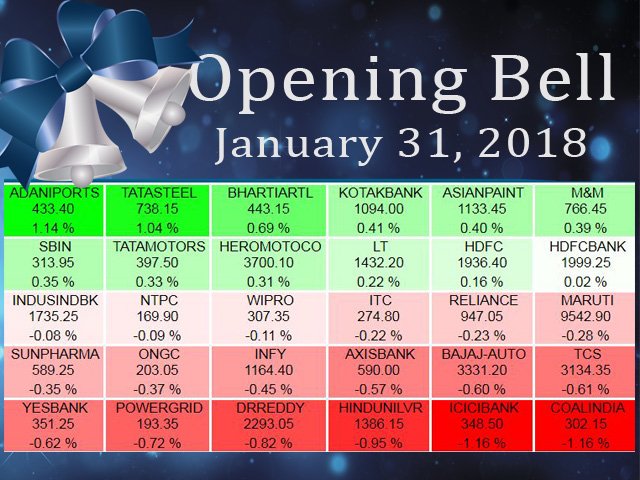 Opening Bell
January 31, 2018
ADANIPORTS TATASTEEL BHARTIARTL KOTAKBANK ASIANPAINT M&M
433.40 738.15 443.15 1094.00 1133.45 766.45
1.14 % 1.04 % 0.69 % 0.41 % 0.40 % 0.39 %
SBIN TATAMOTORS HEROMOTOCO LT HDFC HDFCBANK
313.95 397.50 3700.10 1432.20 1936.40 1999.25
0.35 % 0.33 % 0.31 % 0.22 % 0.16 % 0.02 %
INDUSINDBK NTPC WIPRO ITC RELIANCE MARUTI
1735.25 169.90 307.35 274.80 947.05 9542.90
-0.08 % -0.09 % -0.11 % -0.22 % -0.23 % -0.28 %
SUNPHARMA ONGC INFY AXISBANK BAJAJ-AUTO TCS
589.25 203.05 1164.40 590.00 3331.20 3134.35
-0.35 % -0.37 % -0.45 % -0.57 % -0.60 % -0.61 %
YESBANK POWERGRID DRREDDY HINDUNILVR ICICIBANK COALINDIA
351.25 193.35 2293.05 1386.15 348.50 302.15
-0.62 % -0.72 % -0.82 % -0.95 % -1.16 % -1.16 %